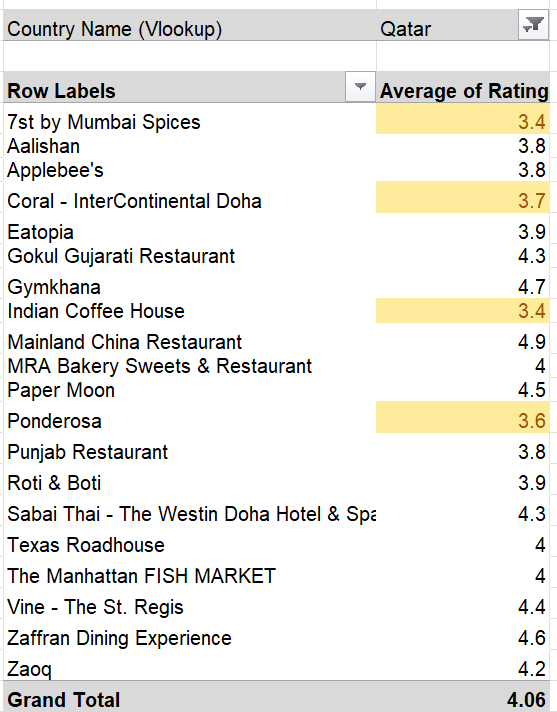 Country Name (Vlookup) Qatar
Row Labels Average of Rating
7st by Mumbai Spices 3.4
Aalishan 3.8
Applebee's 3.8
Coral - InterContinental Doha 3.7
Eatopia 3.9
Gokul Gujarati Restaurant 4.3
Gymkhana 4.7
Indian Coffee House 3.4
Mainland China Restaurant 4.9
MRA Bakery Sweets & Restaurant 4
Paper Moon 4.5
Ponderosa 3.6
Punjab Restaurant 3.8
Roti & Boti 3.9
Sabai Thai - The Westin Doha Hotel & Spa 4.3
Texas Roadhouse 4
The Manhattan FISH MARKET 4
Vine - The St. Regis 4.4
Zaffran Dining Experience 4.6
Zaoq 4.2
Grand Total 4.06